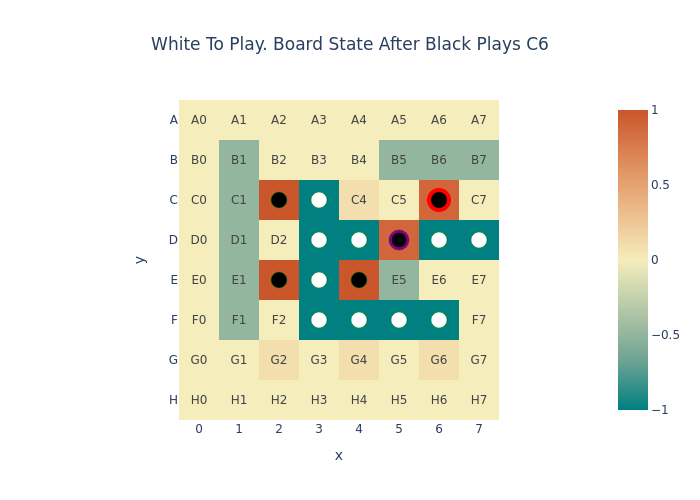 White To Play. Board State After Black Plays C6
A A0 A1 A2 A3 A4 A5 A6 A7
B B0 B1 B2 B3 B4 B5 B6 B7
C C0 C1 C4 C5 C7
D D0 D1 D2
E E0 E1 E5 E6 E7
F F0 F1 F2 F7
G G0 G1 G2 G3 G4 G5 G6 G7
H H0 H1 H2 H3 H4 H5 H6 H7
0 1 2 3 4 5 6 7
x
y
1
0.5
0
−0.5
−1